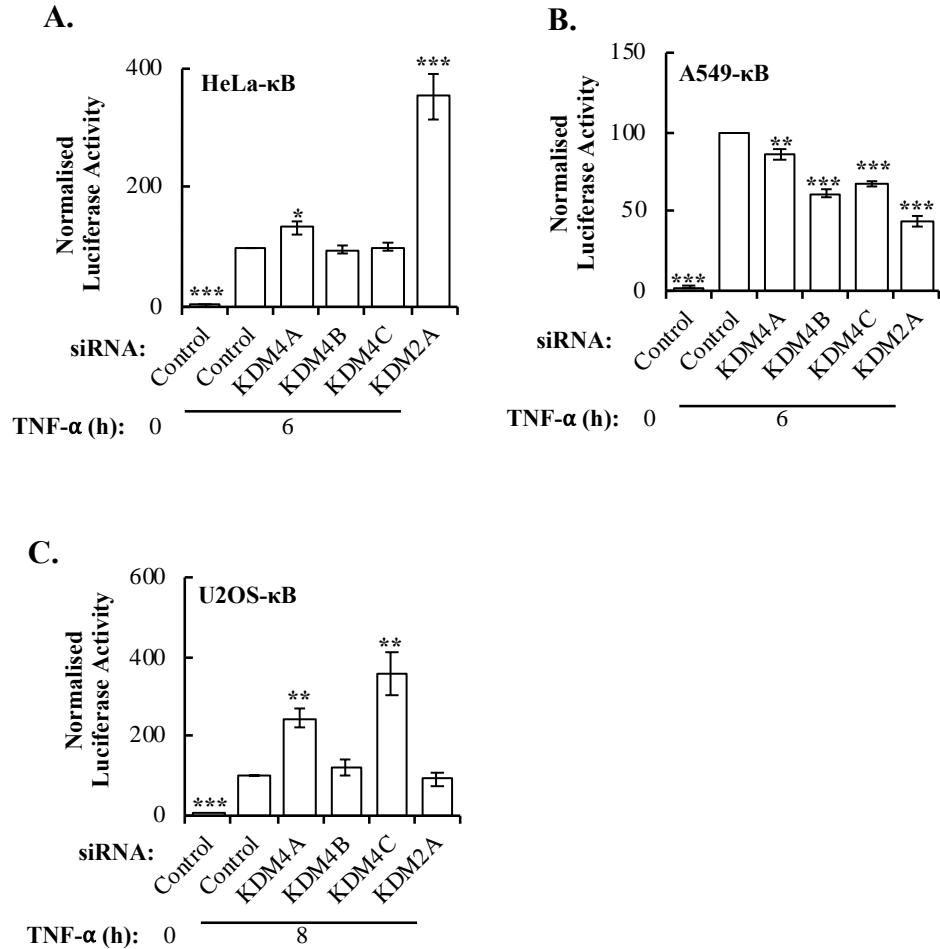 A.
HeLa-κB
Normalised
Luciferase Activity
400
200
0
***
*
***
siRNA:
Control
Control
KDM4A
KDM4B
KDM4C
KDM2A
TNF-α (h): 0 6
B.
A549-κB
Normalised
Luciferase Activity
150
100
50
0
***
**
***
***
***
siRNA:
Control
Control
KDM4A
KDM4B
KDM4C
KDM2A
TNF-α (h): 0 6
C.
U2OS-κB
Normalised
Luciferase Activity
600
400
200
0
***
**
**
siRNA:
Control
Control
KDM4A
KDM4B
KDM4C
KDM2A
TNF-α (h): 0 8